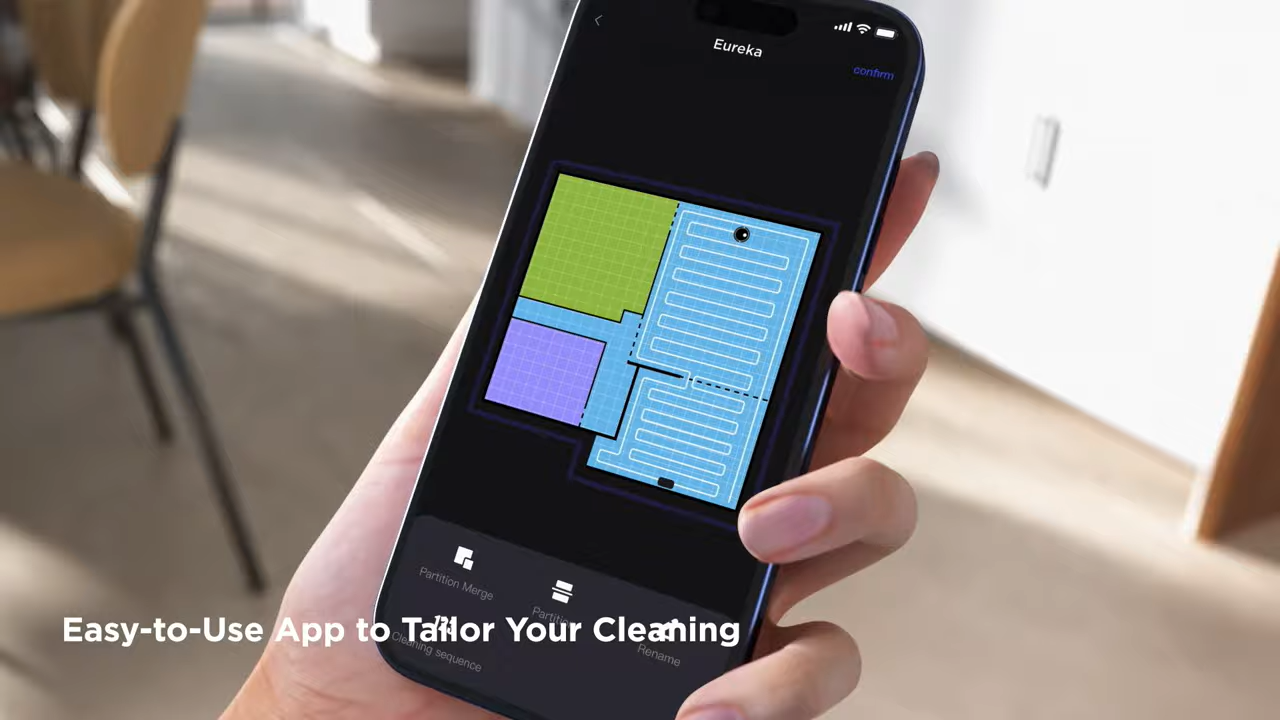 Eureka
confirm
Partition Merge
Cleaning sequence
Rename
Easy-to-Use App to Tailor Your Cleaning